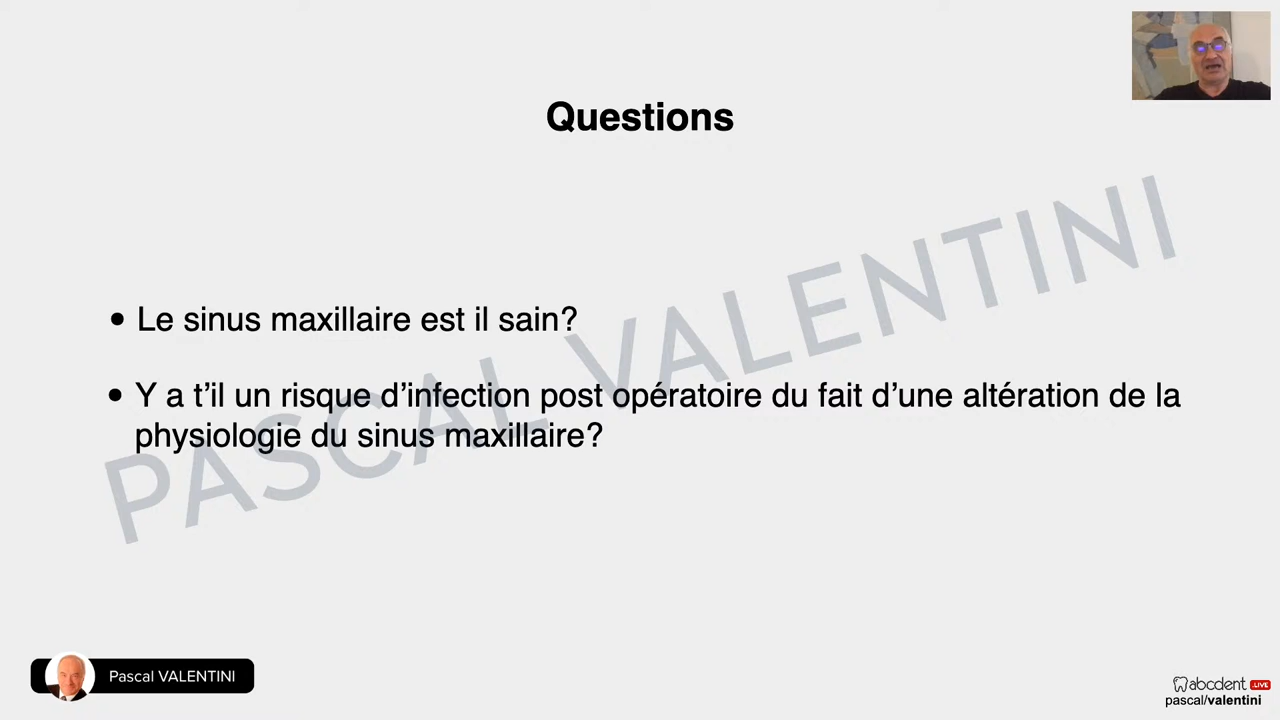 Questions
• Le sinus maxillaire est il sain?
• Y a t’il un risque d’infection post opératoire du fait d’une altération de la
physiologie du sinus maxillaire?
PASCAL VALENTINI
Pascal VALENTINI
abcdent LIVE
pascal/valentini